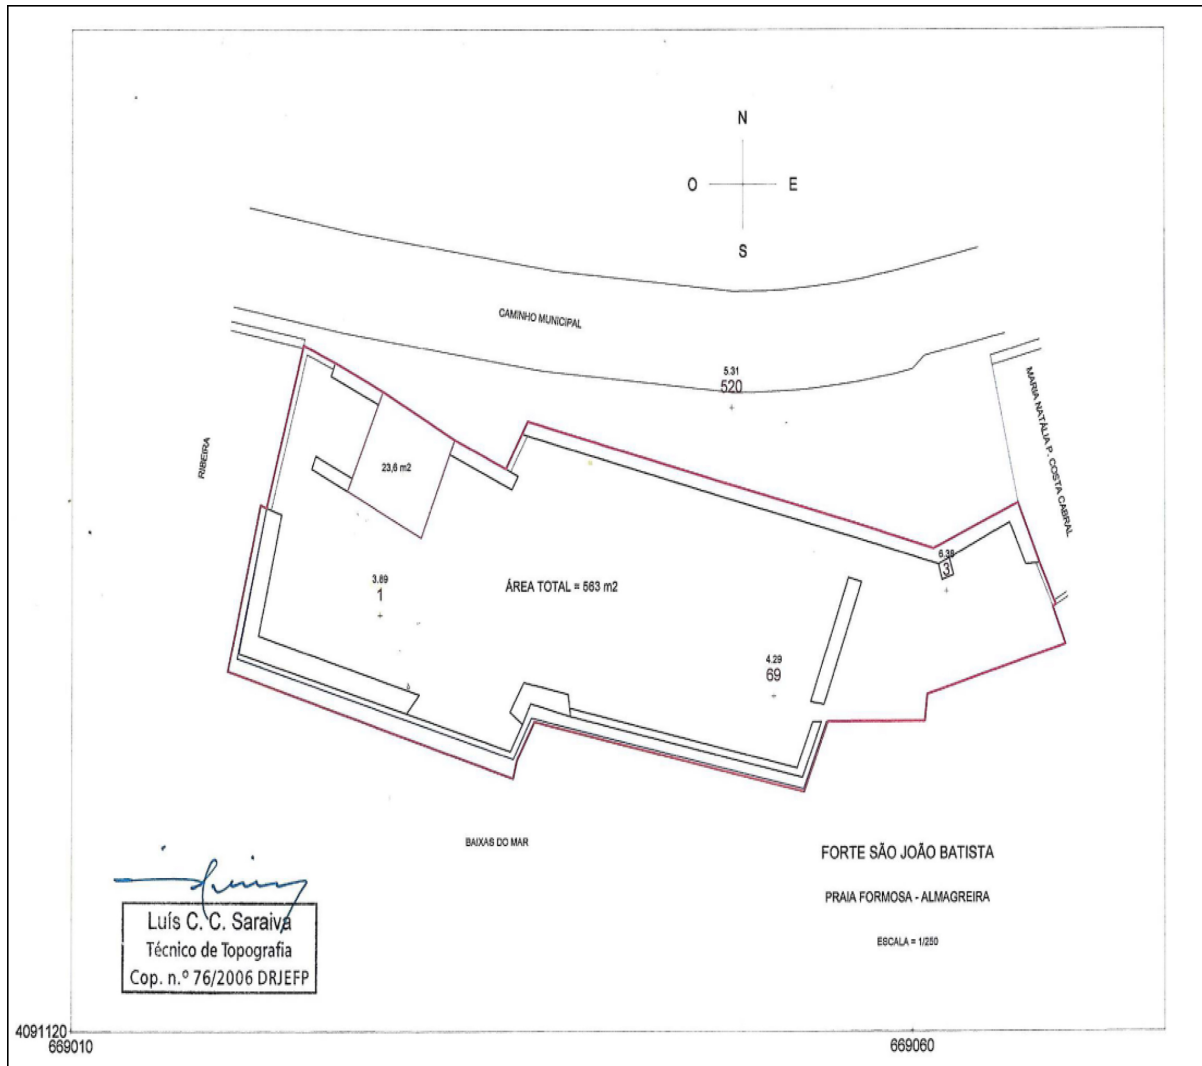 N
O E
S
CAMINHO MUNICIPAL
5.31
520
MARIA NATÁLIA P. COSTA CABRAL
RIBEIRA
23,6 m2
6.38
3
3.89
1
ÁREA TOTAL = 563 m2
4.29
69
BAIXAS DO MAR
FORTE SÃO JOÃO BATISTA
PRAIA FORMOSA - ALMAGREIRA
ESCALA = 1/250
Luís C. C. Saraiva
Técnico de Topografia
Cop. n.º 76/2006 DRJEFP
4091120
669010
669060